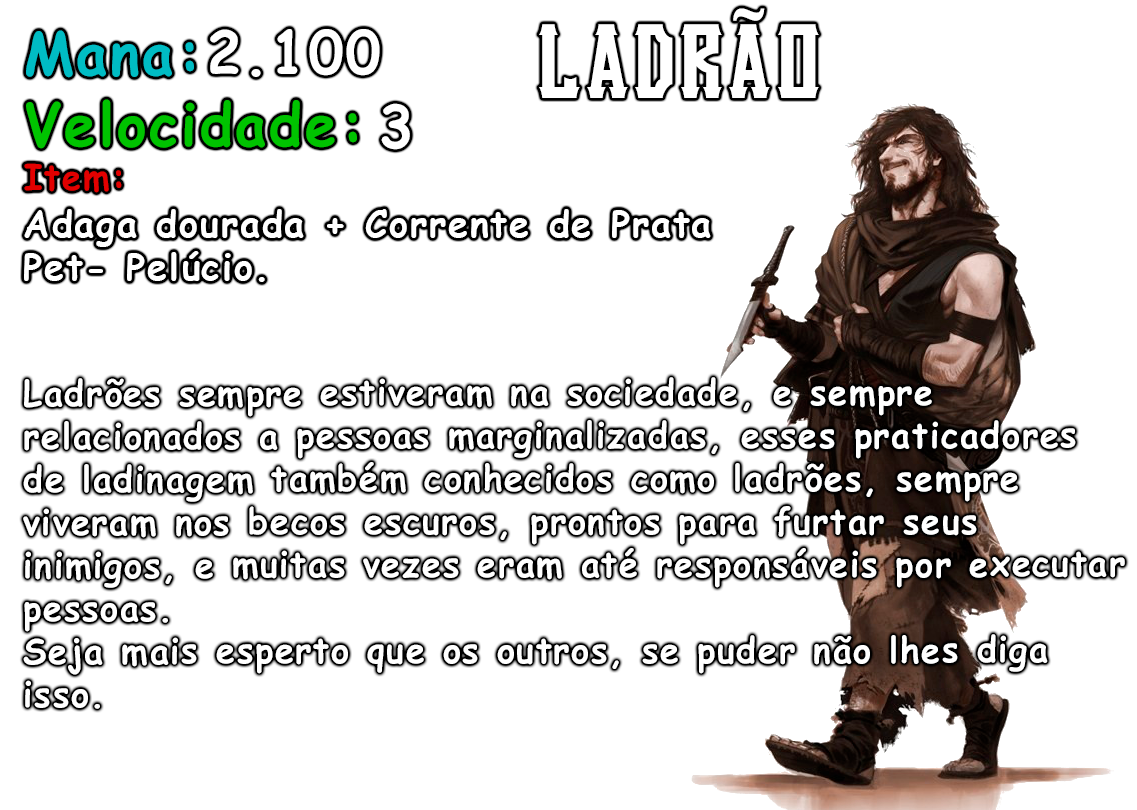 LADRÃO
Mana: 2.100
Velocidade: 3
Item:
Adaga dourada + Corrente de Prata
Pet- Pelúcio.
Ladrões sempre estiveram na sociedade, e sempre
relacionados a pessoas marginalizadas, esses praticadores
de ladinagem também conhecidos como ladrões, sempre
viveram nos becos escuros, prontos para furtar seus
inimigos, e muitas vezes eram até responsáveis por executar
pessoas.
Seja mais esperto que os outros, se puder não lhes diga
isso.